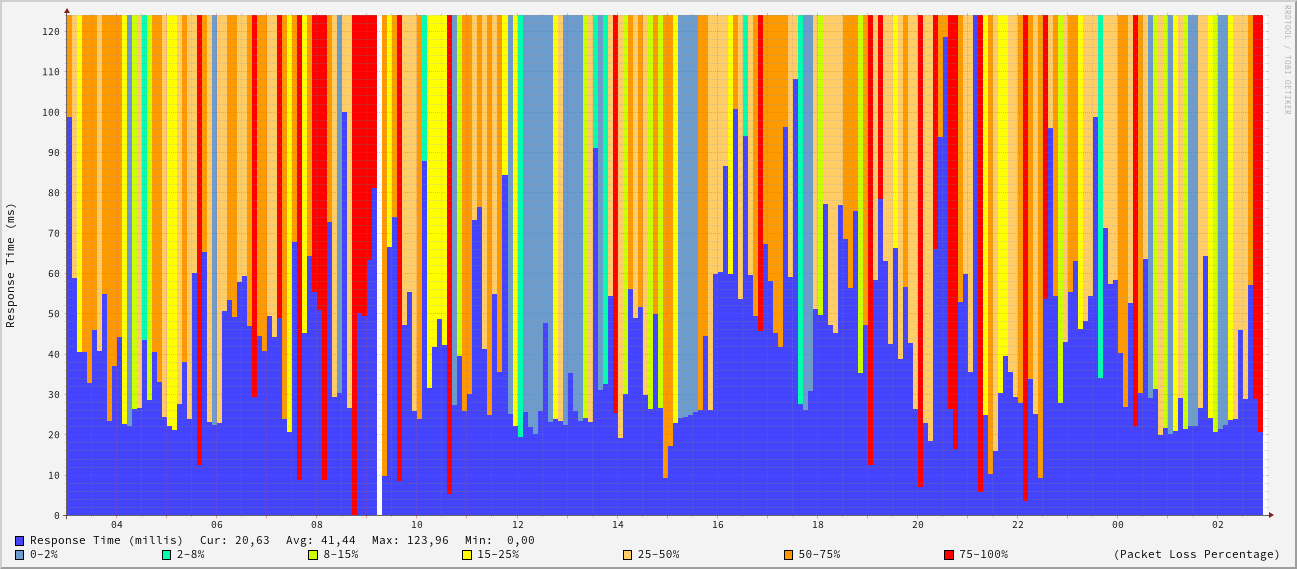 RRDTOOL / TOBI OETIKER
Response Time (ms)
120
110
100
90
80
70
60
50
40
30
20
10
0
04 06 08 10 12 14 16 18 20 22 00 02
Response Time (millis) Cur: 20,63 Avg: 41,44 Max: 123,96 Min: 0,00
0-2% 2-8% 8-15% 15-25% 25-50% 50-75% 75-100% (Packet Loss Percentage)